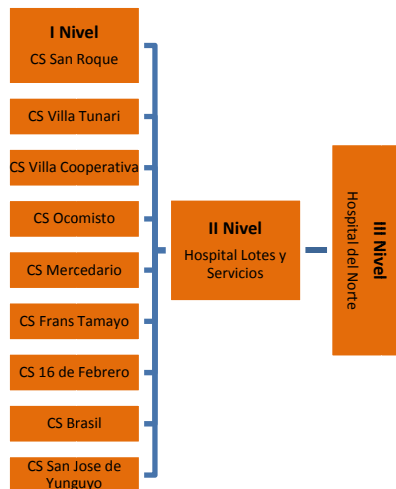 I Nivel
CS San Roque
CS Villa Tunari
CS Villa Cooperativa
CS Ocomisto
CS Mercedario
CS Frans Tamayo
CS 16 de Febrero
CS Brasil
CS San Jose de
Yunguyo
II Nivel
Hospital Lotes y
Servicios
III Nivel
Hospital del Norte